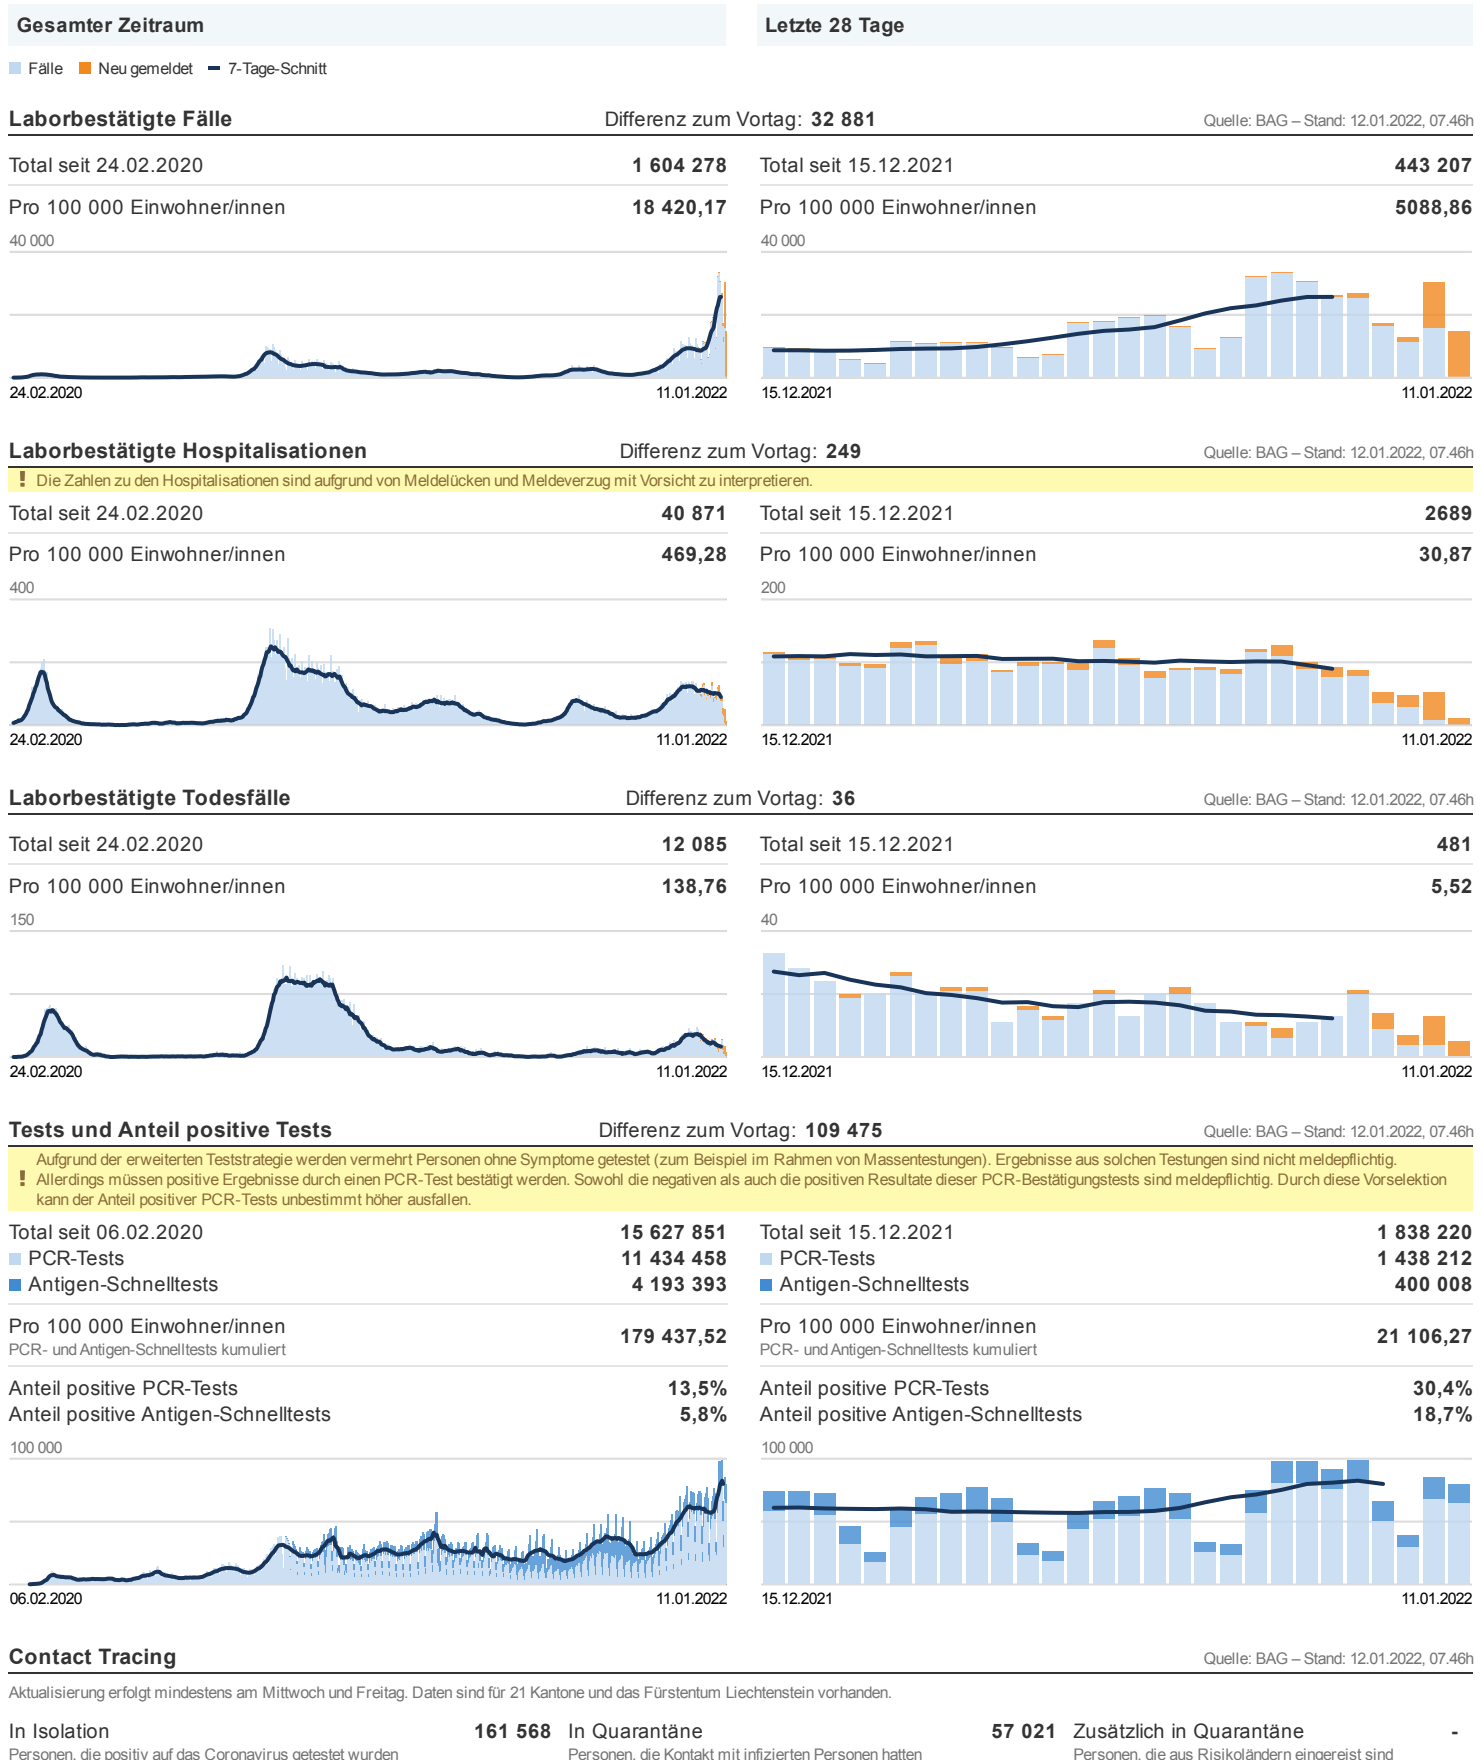 Gesamter Zeitraum
Letzte 28 Tage
Fälle Neu gemeldet 7-Tage-Schnitt
Laborbestätigte Fälle Differenz zum Vortag: 32 881 Quelle: BAG – Stand: 12.01.2022, 07.46h
Total seit 24.02.2020 1 604 278 Total seit 15.12.2021 443 207
Pro 100 000 Einwohner/innen 18 420,17 Pro 100 000 Einwohner/innen 5088,86
40 000 40 000
24.02.2020 11.01.2022 15.12.2021 11.01.2022
Laborbestätigte Hospitalisationen Differenz zum Vortag: 249 Quelle: BAG – Stand: 12.01.2022, 07.46h
! Die Zahlen zu den Hospitalisationen sind aufgrund von Meldelücken und Meldeverzug mit Vorsicht zu interpretieren.
Total seit 24.02.2020 40 871 Total seit 15.12.2021 2689
Pro 100 000 Einwohner/innen 469,28 Pro 100 000 Einwohner/innen 30,87
400 200
24.02.2020 11.01.2022 15.12.2021 11.01.2022
Laborbestätigte Todesfälle Differenz zum Vortag: 36 Quelle: BAG – Stand: 12.01.2022, 07.46h
Total seit 24.02.2020 12 085 Total seit 15.12.2021 481
Pro 100 000 Einwohner/innen 138,76 Pro 100 000 Einwohner/innen 5,52
150 40
24.02.2020 11.01.2022 15.12.2021 11.01.2022
Tests und Anteil positive Tests Differenz zum Vortag: 109 475 Quelle: BAG – Stand: 12.01.2022, 07.46h
Aufgrund der erweiterten Teststrategie werden vermehrt Personen ohne Symptome getestet (zum Beispiel im Rahmen von Massentestungen). Ergebnisse aus solchen Testungen sind nicht meldepflichtig.
! Allerdings müssen positive Ergebnisse durch einen PCR-Test bestätigt werden. Sowohl die negativen als auch die positiven Resultate dieser PCR-Bestätigungstests sind meldepflichtig. Durch diese Vorselektion
kann der Anteil positiver PCR-Tests unbestimmt höher ausfallen.
Total seit 06.02.2020 15 627 851 Total seit 15.12.2021 1 838 220
PCR-Tests 11 434 458 PCR-Tests 1 438 212
Antigen-Schnelltests 4 193 393 Antigen-Schnelltests 400 008
Pro 100 000 Einwohner/innen 179 437,52 Pro 100 000 Einwohner/innen 21 106,27
PCR- und Antigen-Schnelltests kumuliert PCR- und Antigen-Schnelltests kumuliert
Anteil positive PCR-Tests 13,5% Anteil positive PCR-Tests 30,4%
Anteil positive Antigen-Schnelltests 5,8% Anteil positive Antigen-Schnelltests 18,7%
100 000 100 000
06.02.2020 11.01.2022 15.12.2021 11.01.2022
Contact Tracing Quelle: BAG – Stand: 12.01.2022, 07.46h
Aktualisierung erfolgt mindestens am Mittwoch und Freitag. Daten sind für 21 Kantone und das Fürstentum Liechtenstein vorhanden.
In Isolation 161 568 In Quarantäne 57 021 Zusätzlich in Quarantäne -
Personen, die positiv auf das Coronavirus getestet wurden Personen, die Kontakt mit infizierten Personen hatten Personen, die aus Risikoländern eingereist sind